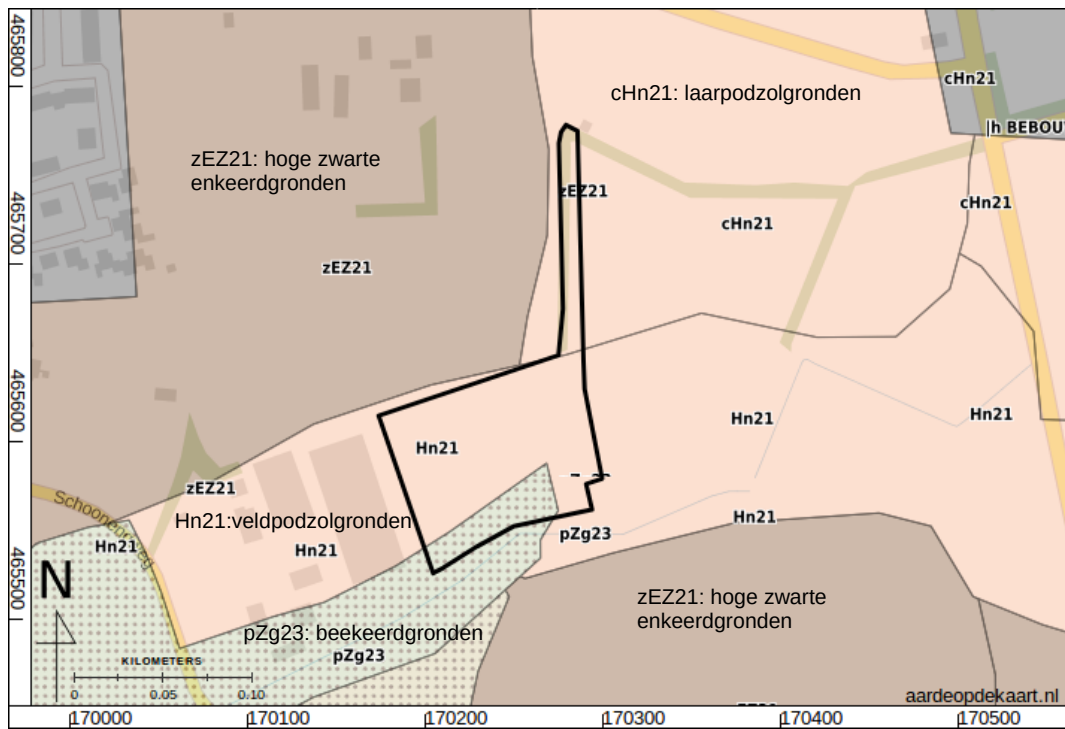 465800
cHn21
cHn21: laarpodzolgronden
|h BEBOU
zEZ21: hoge zwarte
enkeerdgronden
zEZ21
cHn21
cHn21
465700
zEZ21
465600
Hn21
Hn21
Hn21
zEZ21
Schoonenweg
Hn21:veldpodzolgronden
Hn21
Hn21
Hn21
pZg23
N
465500
zEZ21: hoge zwarte
enkeerdgronden
pZg23: beekeerdgronden
pZg23
KILOMETERS
0 0.05 0.10
aardeopdekaart.nl
170000 170100 170200 170300 170400 170500